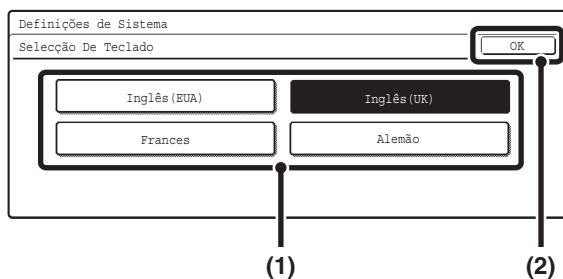 Definições de Sistema
Selecção De Teclado OK
Inglês(EUA) Inglês(UK)
Frances Alemão
(1) (2)